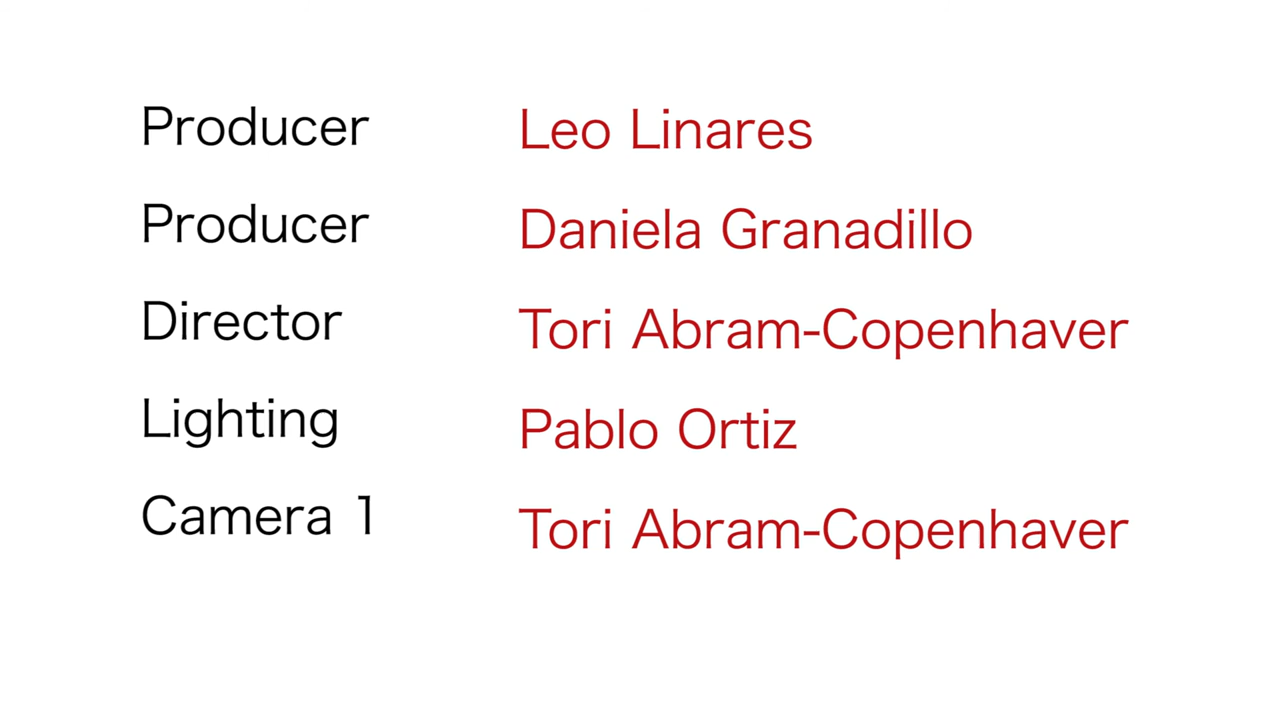 Producer Leo Linares
Producer Daniela Granadillo
Director Tori Abram-Copenhaver
Lighting Pablo Ortiz
Camera 1 Tori Abram-Copenhaver